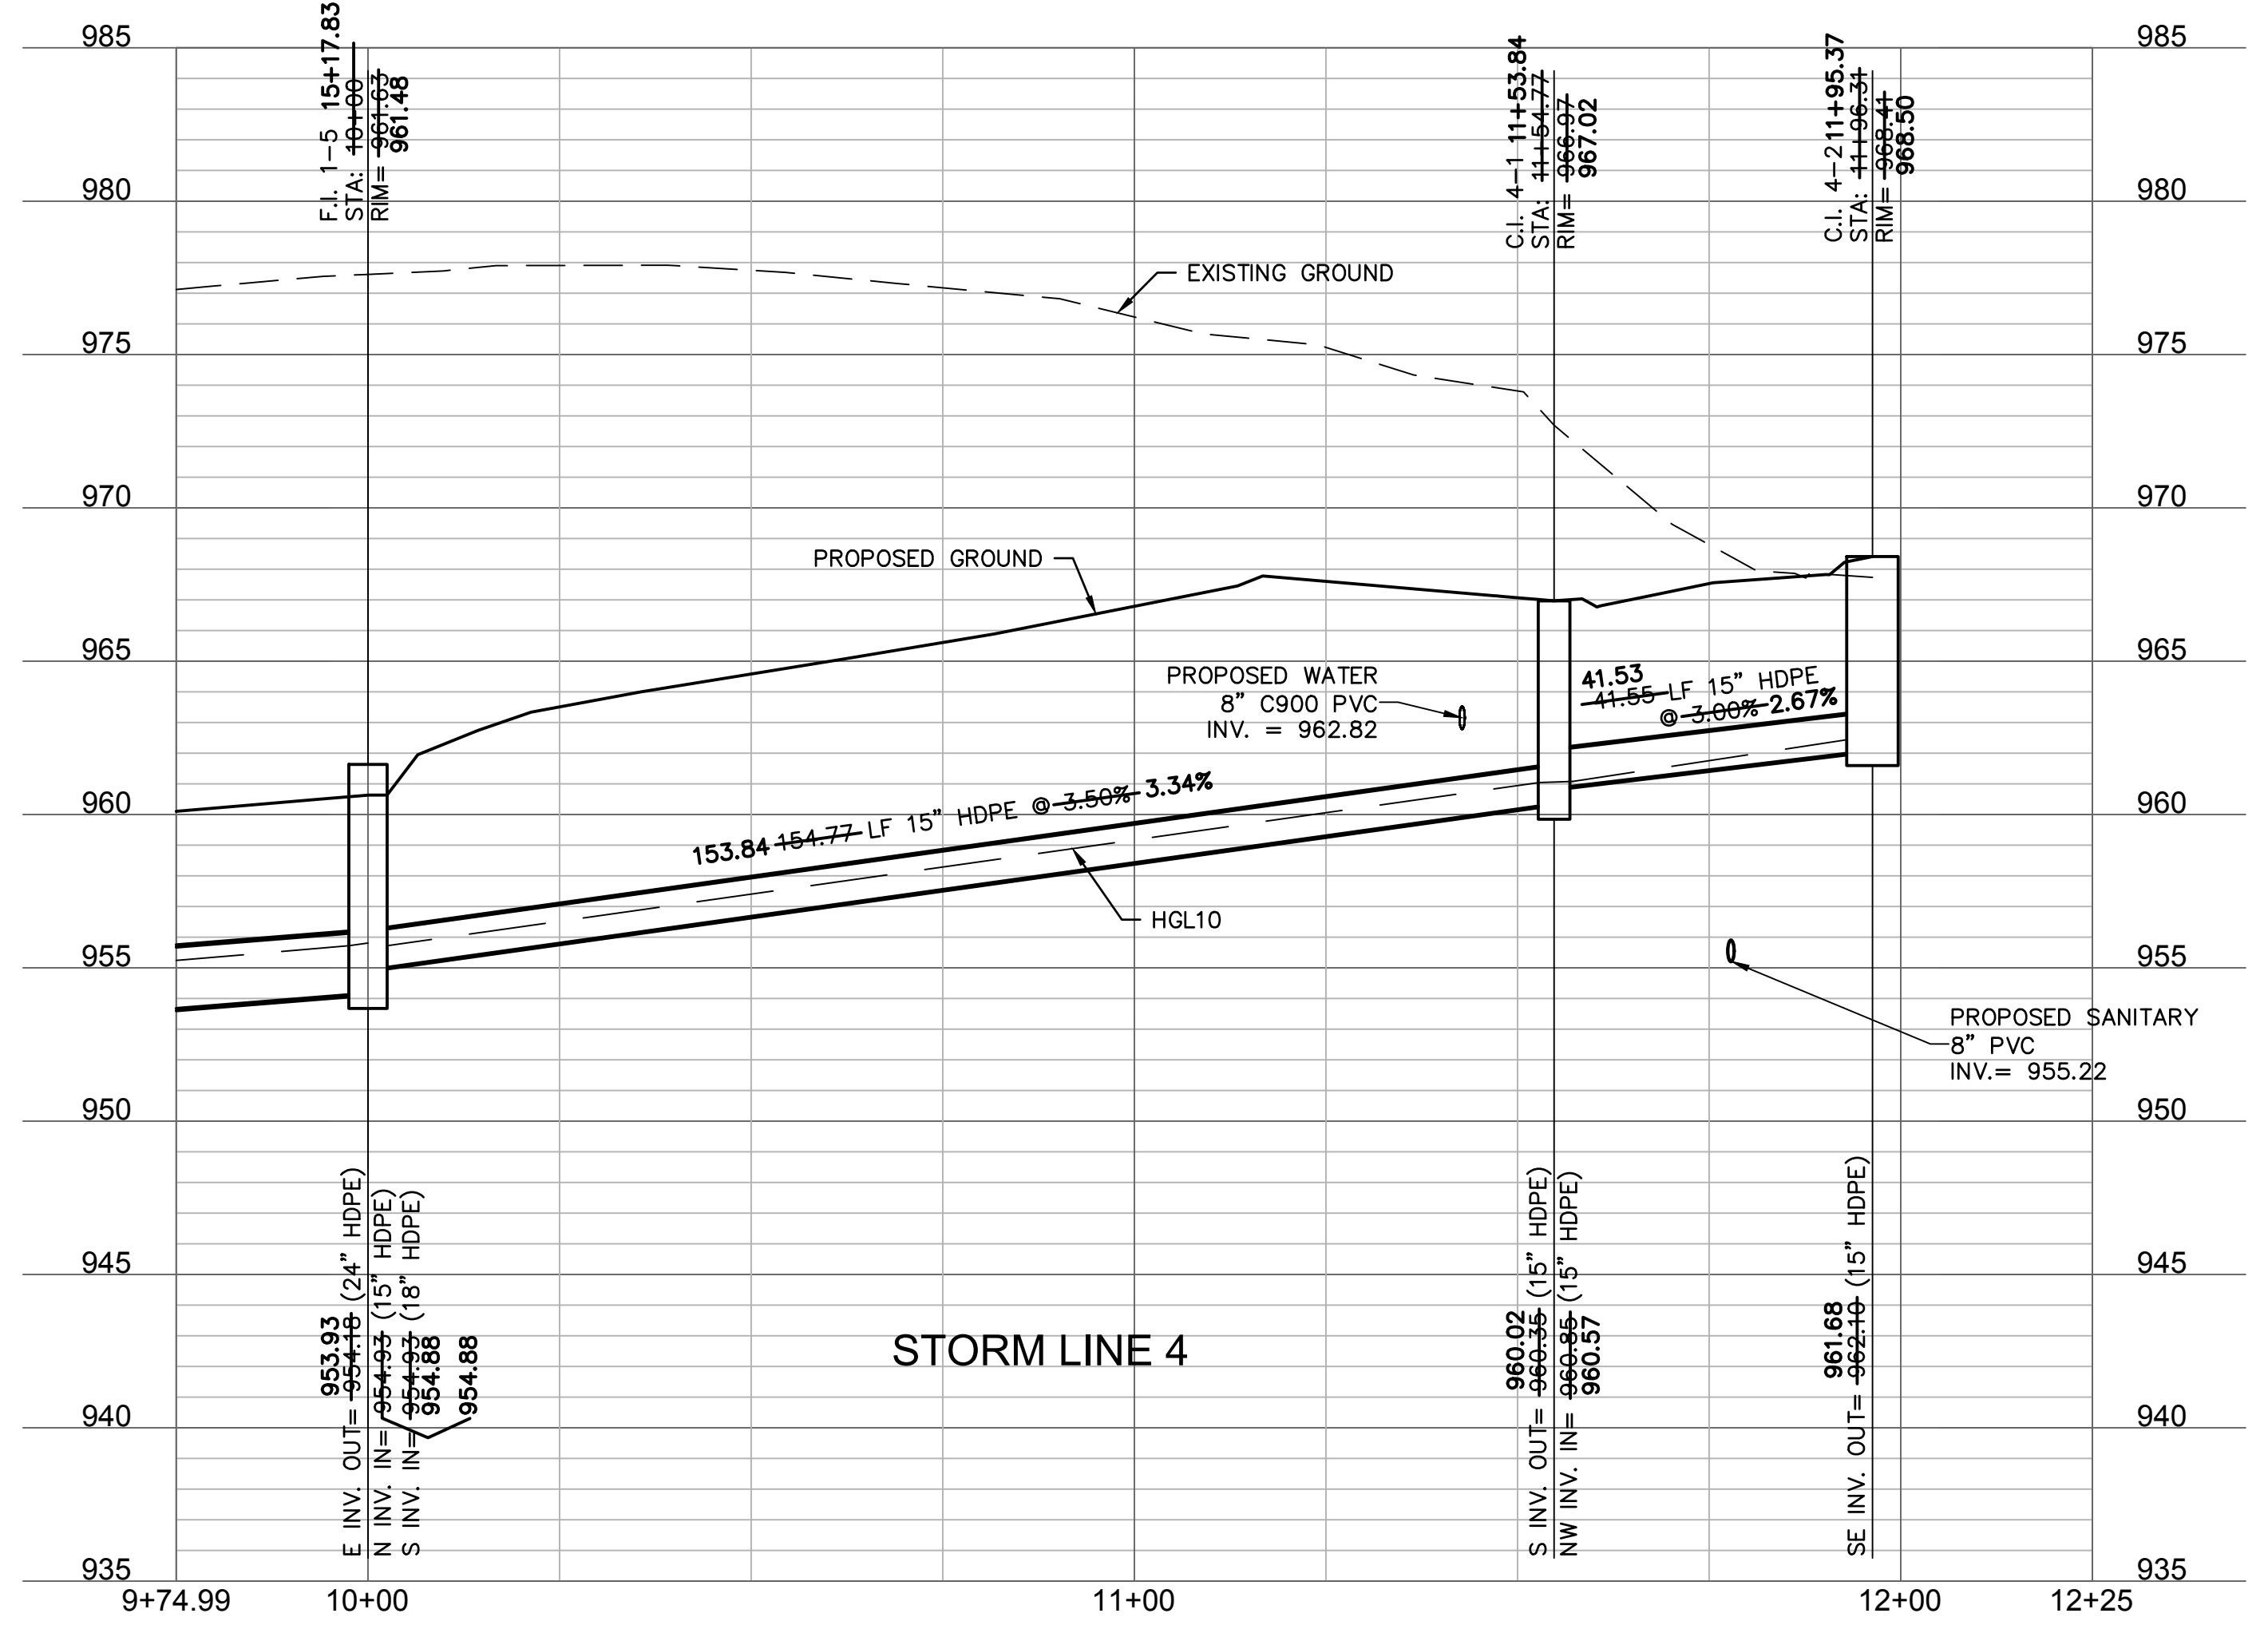 985
985
980
980
975
975
970
970
965
965
960
960
955
955
950
950
945
945
940
940
935
935
F.I. 1-5 15+17.83
STA: 10+00
RIM= 961.63
961.48
C.I. 4-1 11+53.84
STA: 11+54.77
RIM= 966.97
967.02
C.I. 4-2 11+95.37
STA: 11+96.31
RIM= 968.41
968.50
EXISTING GROUND
PROPOSED GROUND
PROPOSED WATER
8" C900 PVC
INV. = 962.82
41.53
41.55 LF 15" HDPE
@ 3.00% 2.67%
153.84 154.77 LF 15" HDPE @ 3.50% 3.34%
HGL10
PROPOSED SANITARY
8" PVC
INV.= 955.22
953.93
E INV. OUT= 954.18 (24" HDPE)
N INV. IN= 954.93 (15" HDPE)
S INV. IN= 954.93 (18" HDPE)
954.88
954.88
STORM LINE 4
960.02
S INV. OUT= 960.35 (15" HDPE)
NW INV. IN= 960.85 (15" HDPE)
960.57
961.68
SE INV. OUT= 962.10 (15" HDPE)
9+74.99
10+00
11+00
12+00
12+25